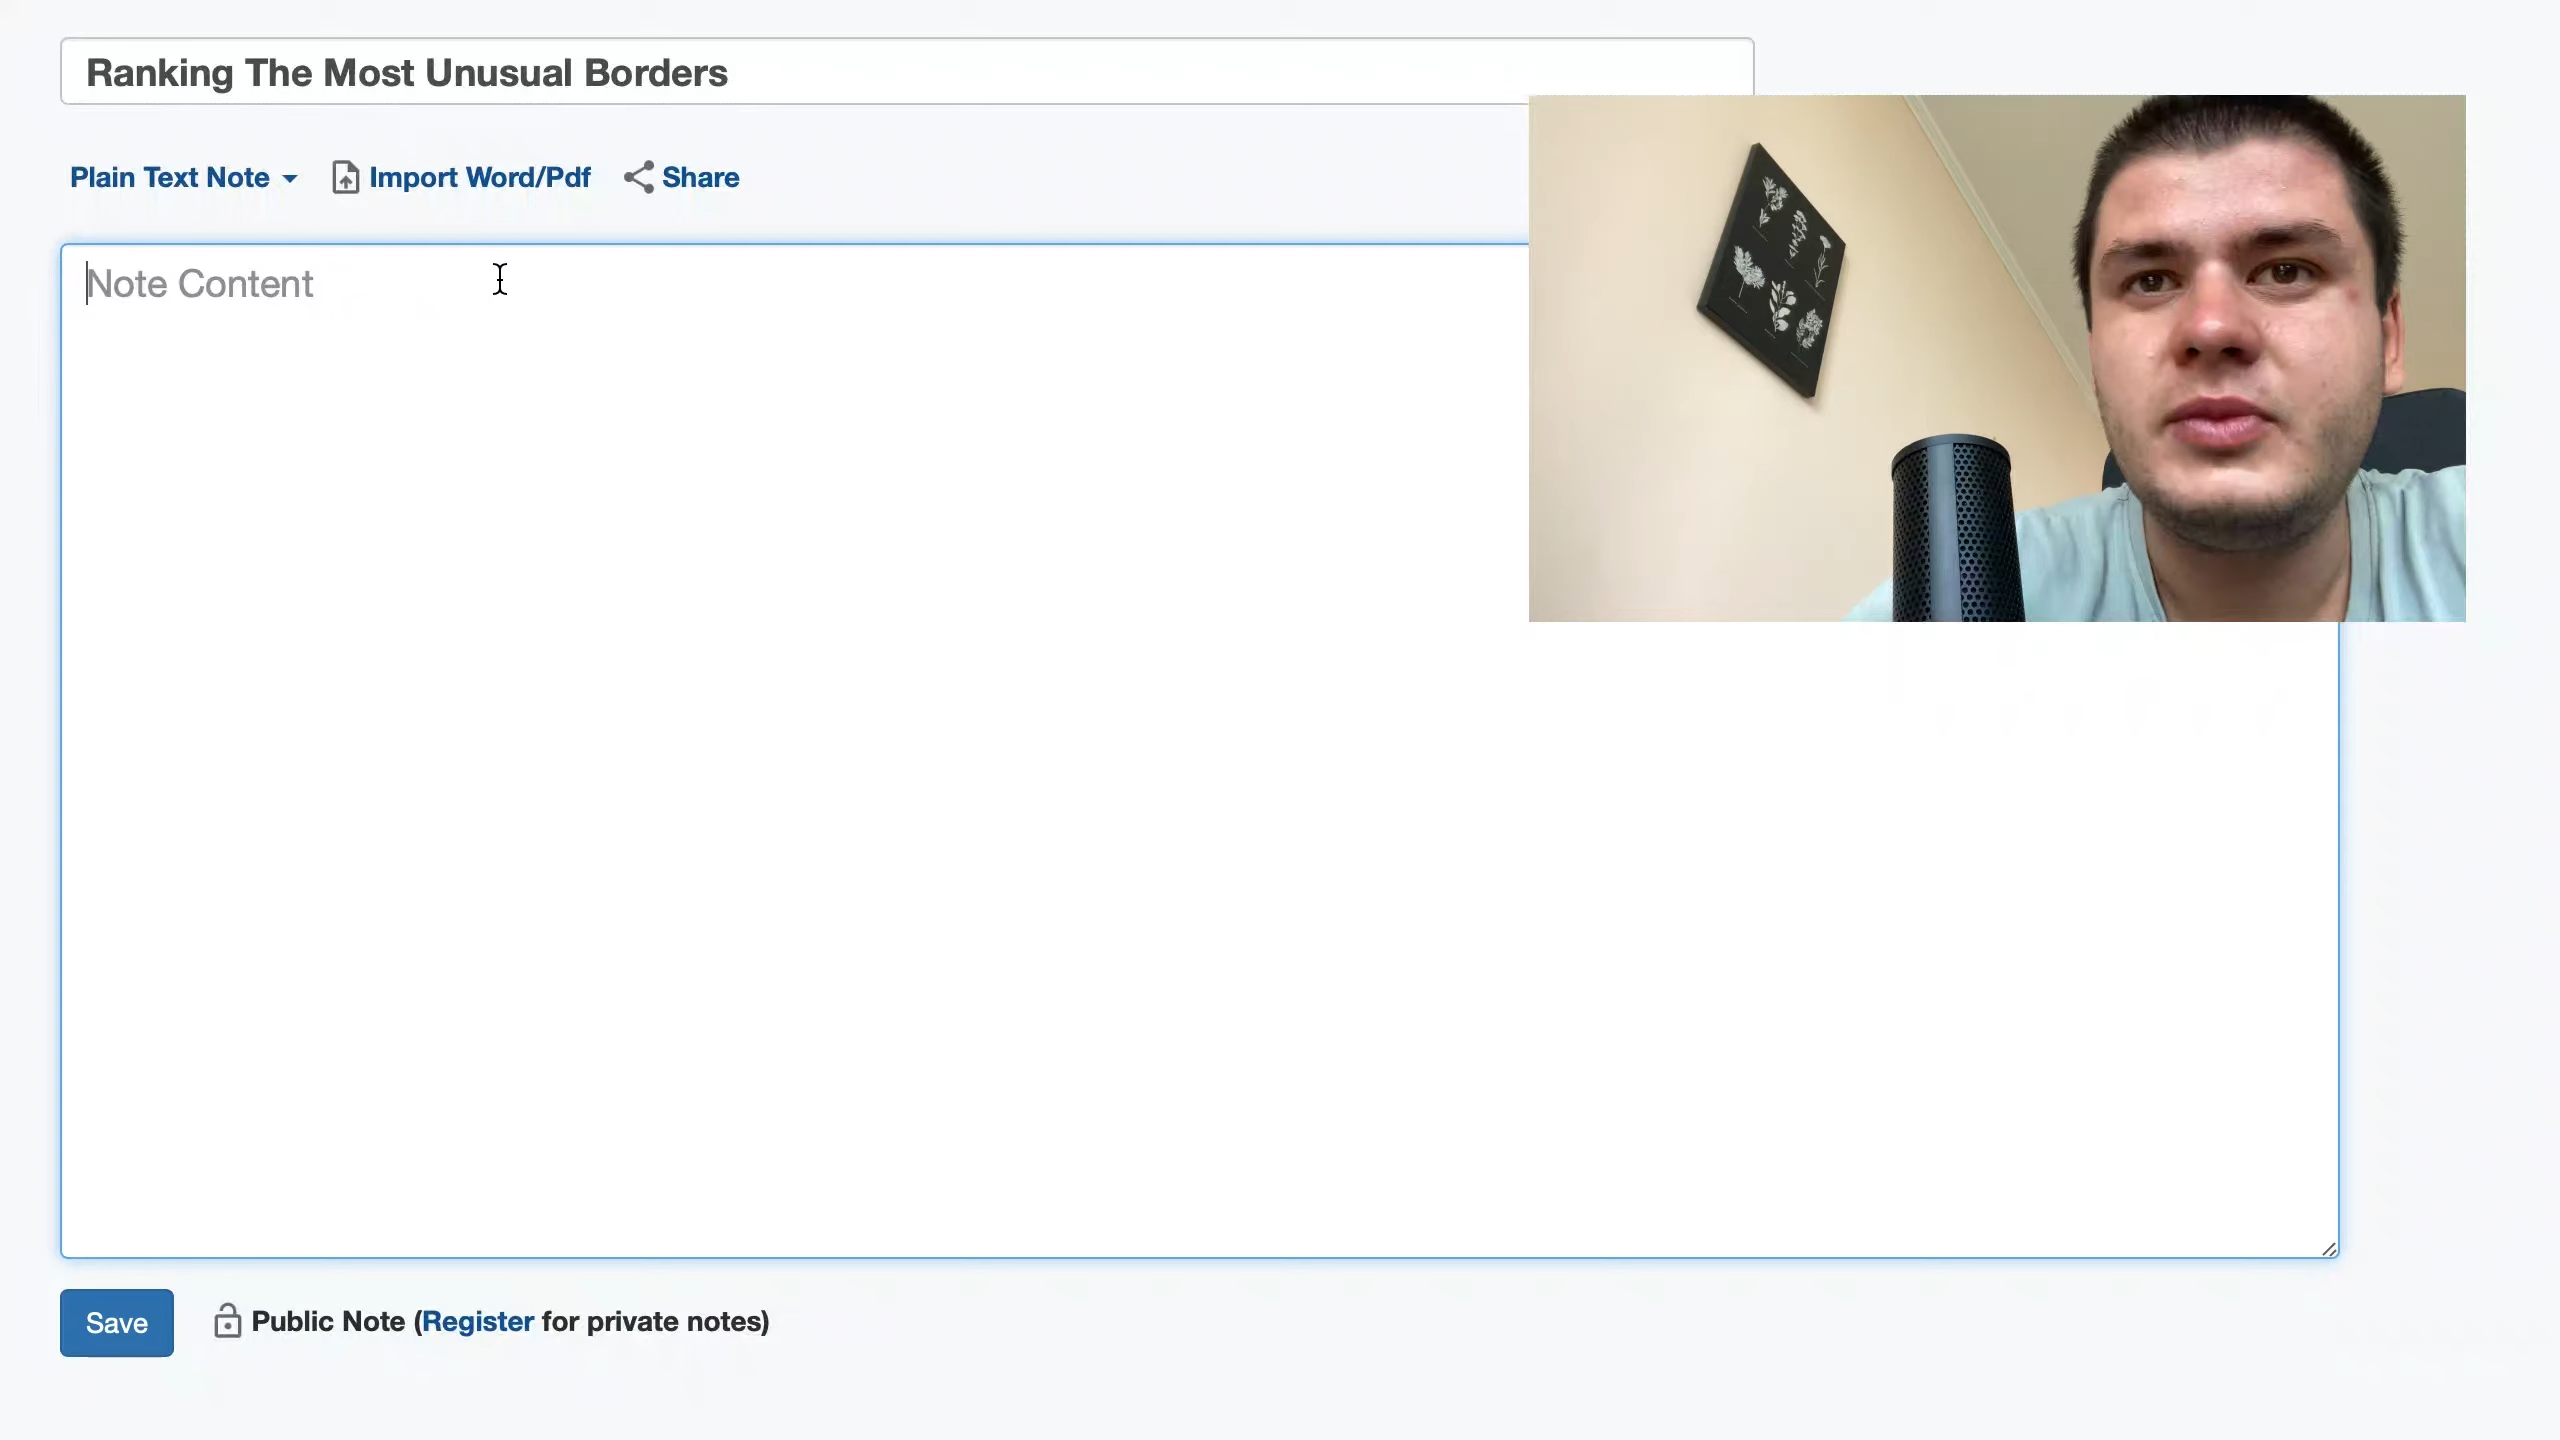 Ranking The Most Unusual Borders
Plain Text Note Import Word/Pdf Share
Note Content
Save Public Note (Register for private notes)